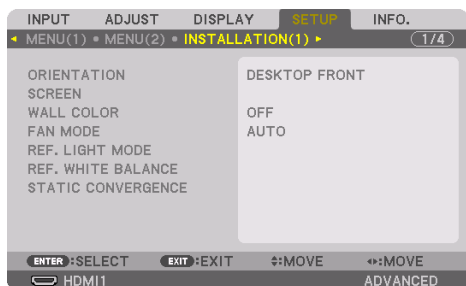 INPUT ADJUST DISPLAY SETUP INFO.
MENU(1) • MENU(2) • INSTALLATION(1) 1/4
ORIENTATION DESKTOP FRONT
SCREEN
WALL COLOR OFF
FAN MODE AUTO
REF. LIGHT MODE
REF. WHITE BALANCE
STATIC CONVERGENCE
ENTER :SELECT EXIT :EXIT :MOVE :MOVE
HDMI1 ADVANCED